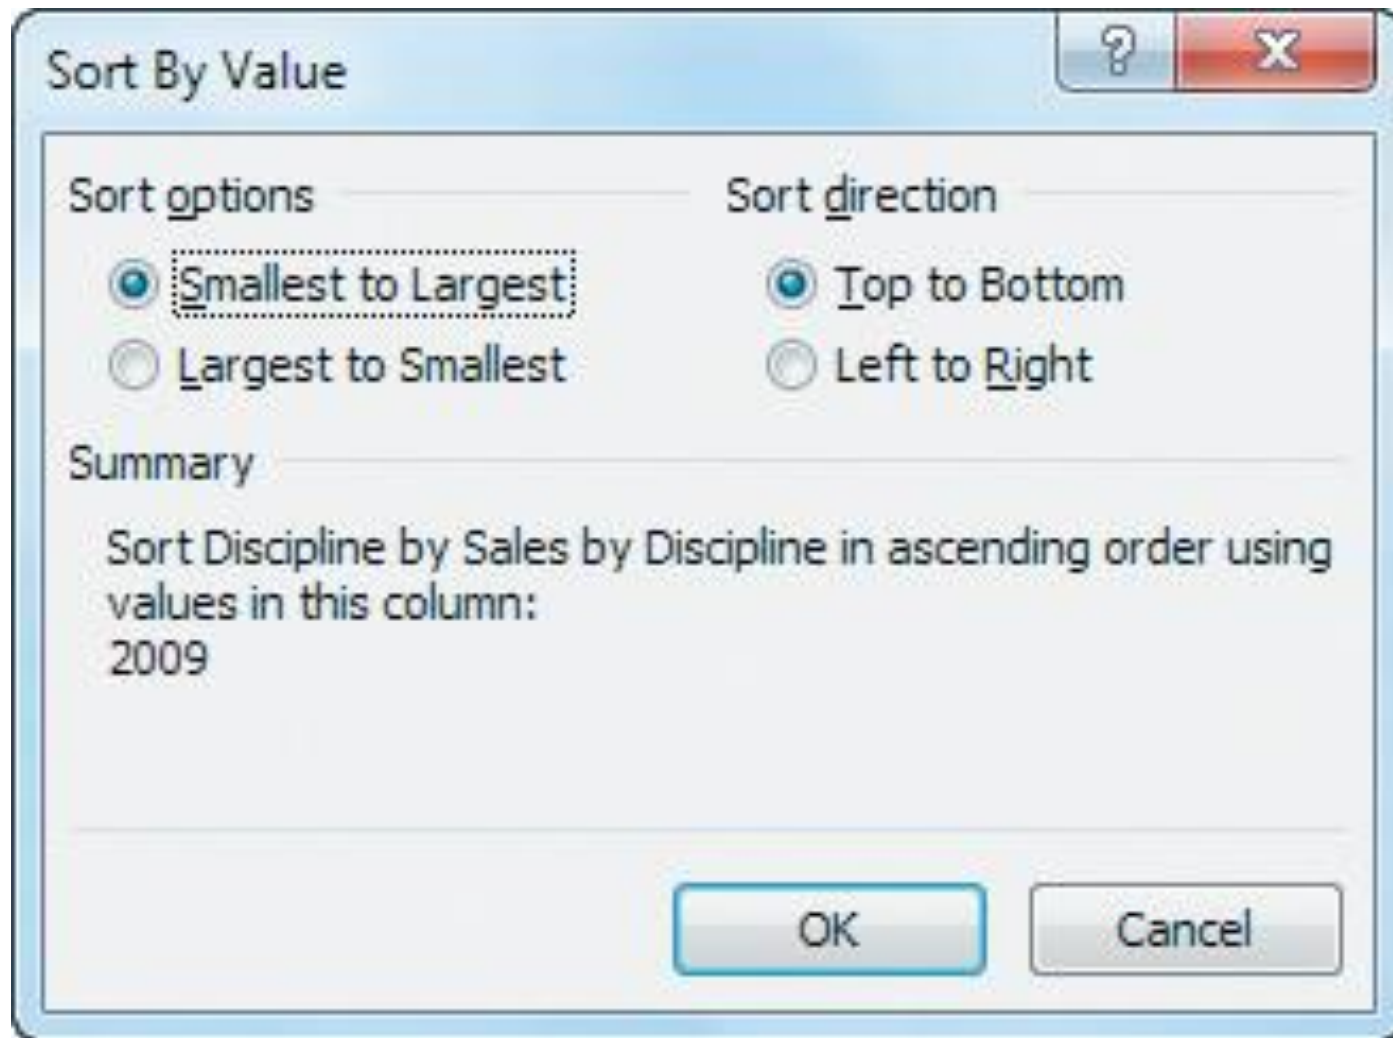 Sort By Value
?
X
Sort options
Smallest to Largest
Largest to Smallest
Sort direction
Top to Bottom
Left to Right
Summary
Sort Discipline by Sales by Discipline in ascending order using
values in this column:
2009
OK
Cancel